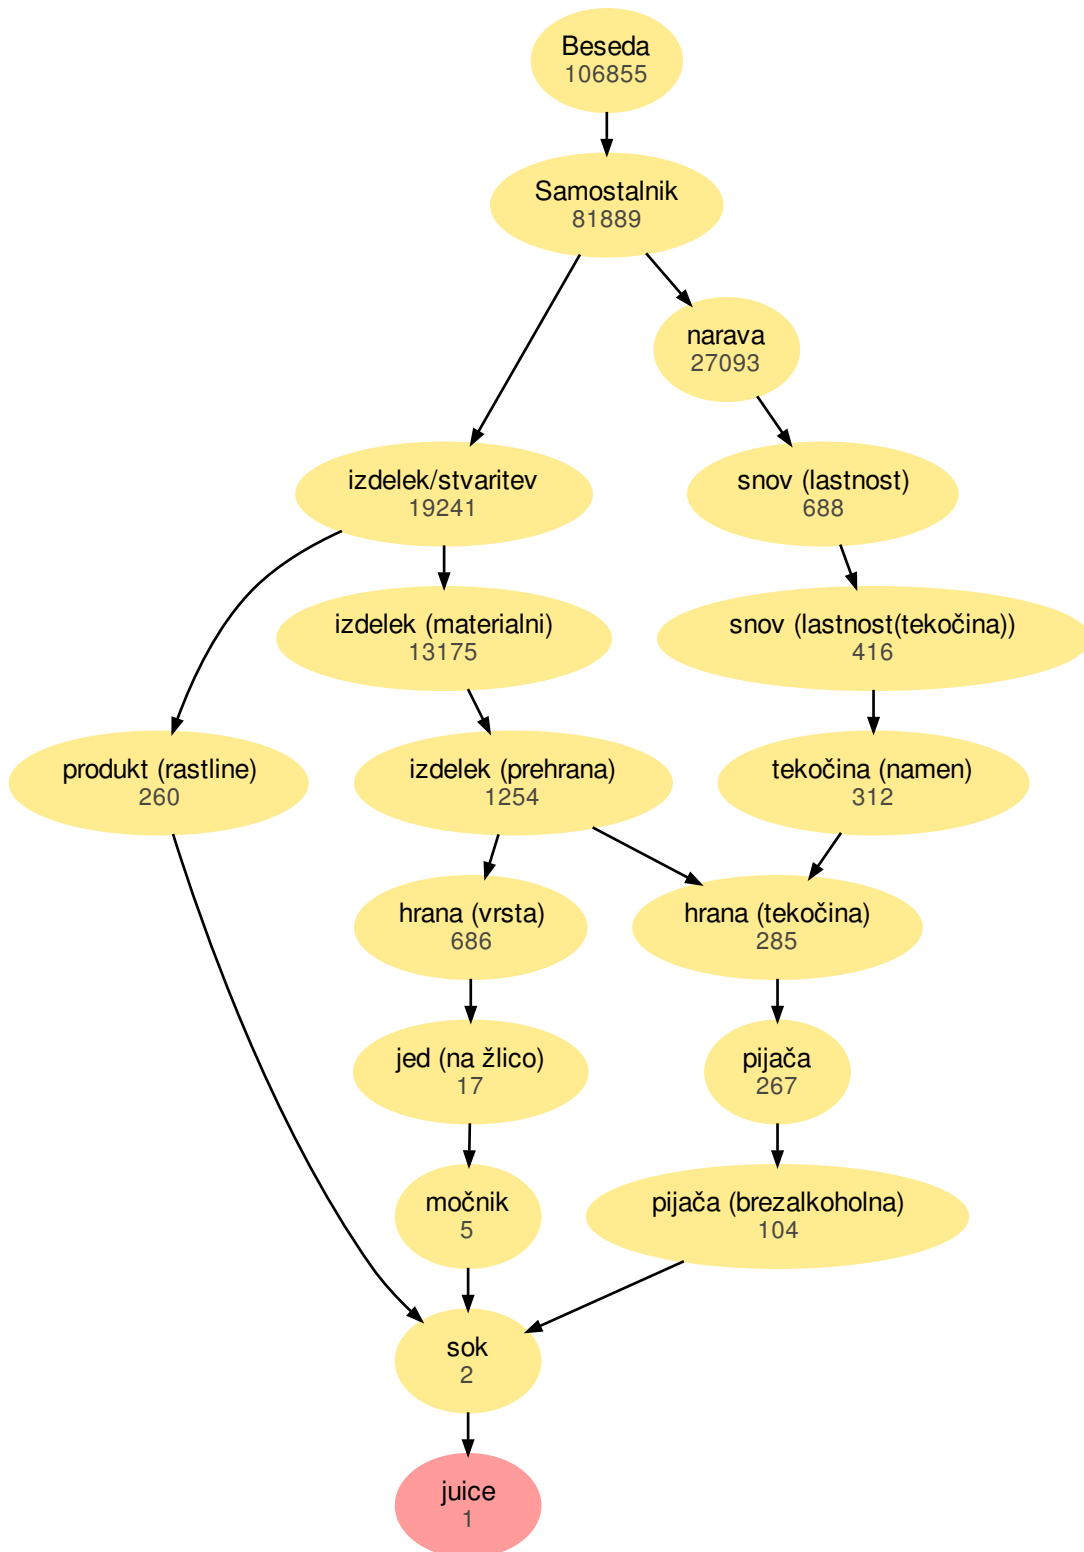 Beseda
106855
Samostalnik
81889
narava
27093
izdelek/stvaritev
19241
snov (lastnost)
688
izdelek (materialni)
13175
snov (lastnost(tekočina))
416
produkt (rastline)
260
izdelek (prehrana)
1254
tekočina (namen)
312
hrana (vrsta)
686
hrana (tekočina)
285
jed (na žlico)
17
pijača
267
močnik
5
pijača (brezalkoholna)
104
sok
2
juice
1